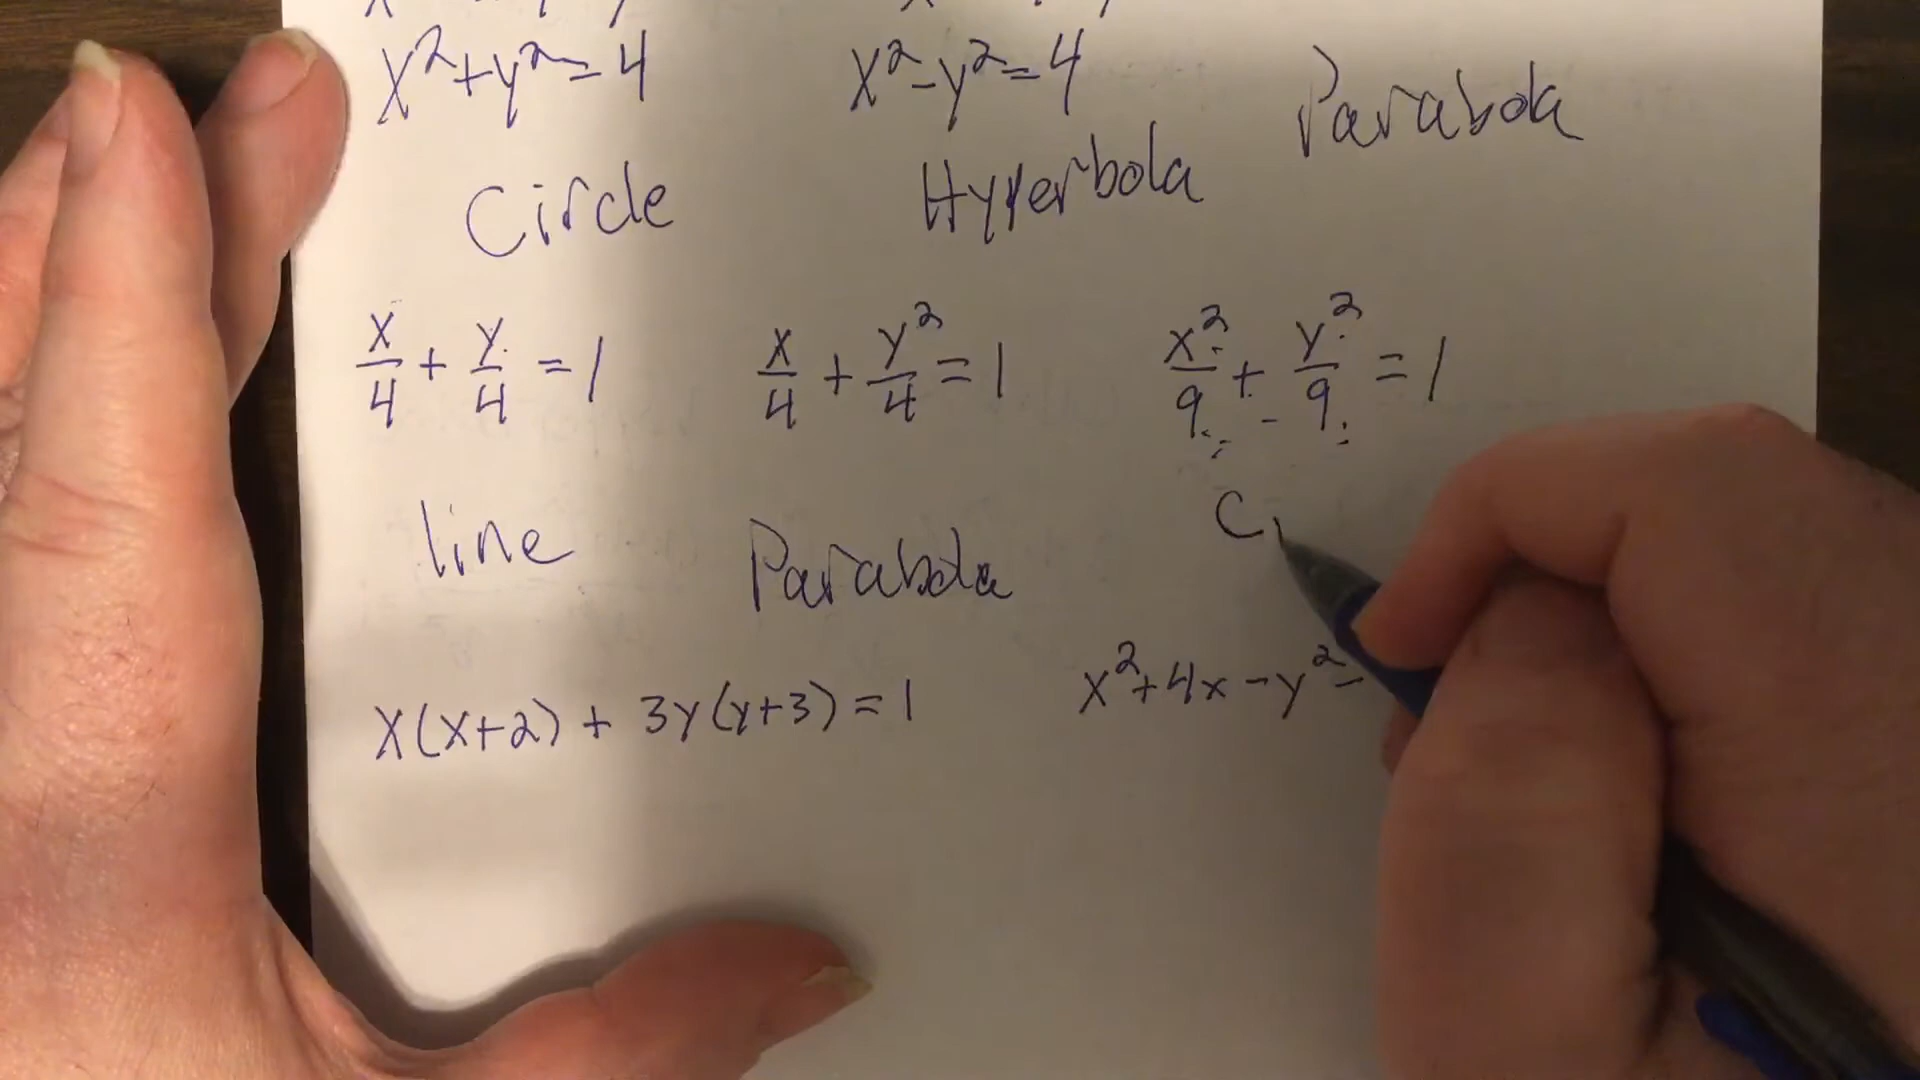 x²+y²=4 x²-y²=4 Parabola
Circle Hyperbola
x/4 + y/4 = 1 x/4 + y²/4 = 1 x²/9 + y²/9 = 1
line Parabola Ci
x(x+2) + 3y(y+3) = 1 x²+4x-y²